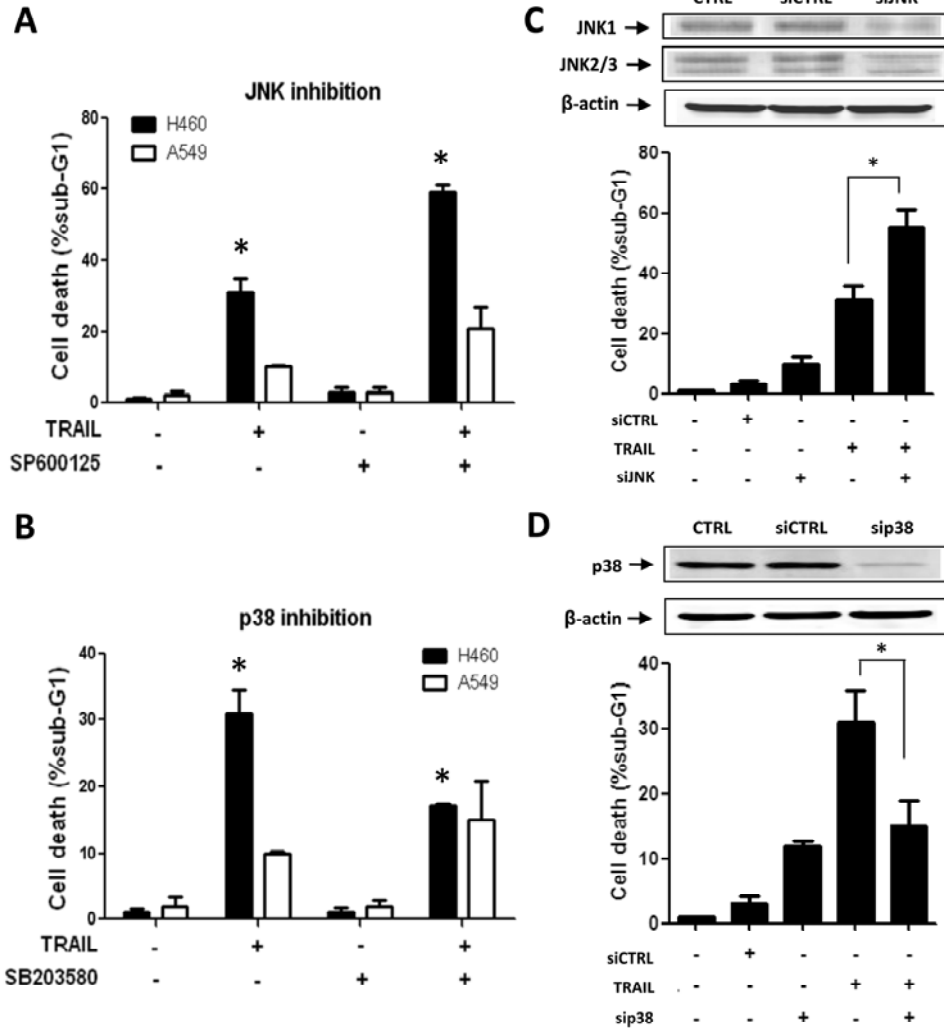 A
JNK inhibition
H460
A549
Cell death (%sub-G1)
80
60
40
20
0
*
*
TRAIL - + - +
SP600125 - - + +
B
p38 inhibition
H460
A549
Cell death (%sub-G1)
40
30
20
10
0
*
*
TRAIL - + - +
SB203580 - - + +
C
CTRL siCTRL siJNK
JNK1
JNK2/3
β-actin
Cell death (%sub-G1)
80
60
40
20
0
*
siCTRL - + - - -
TRAIL - - - + +
siJNK - - + - +
D
CTRL siCTRL sip38
p38
β-actin
Cell death (%sub-G1)
40
30
20
10
0
*
siCTRL - + - - -
TRAIL - - - + +
sip38 - - + - +